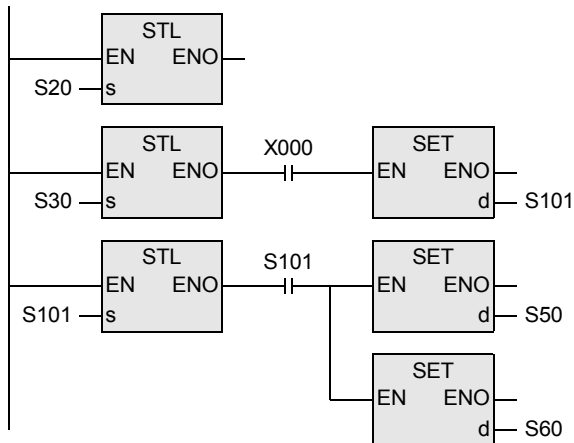 STL
EN ENO
S20 s
STL X000 SET
EN ENO EN ENO
S30 s d S101
STL S101 SET
EN ENO EN ENO
S101 s d S50
SET
EN ENO
d S60